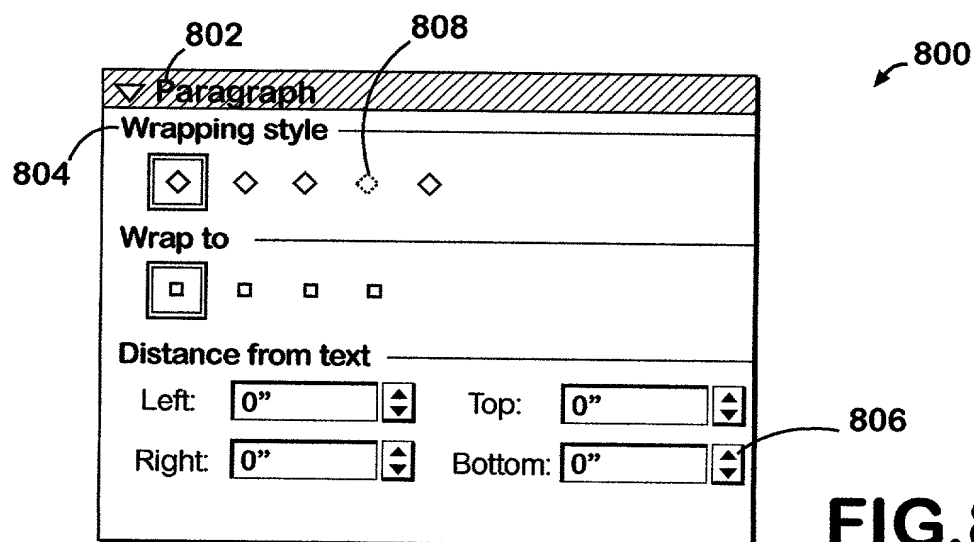 802
808
800
Paragraph
Wrapping style
804
Wrap to
Distance from text
Left: 0” Top: 0”
806
Right: 0” Bottom: 0”
FIG.8